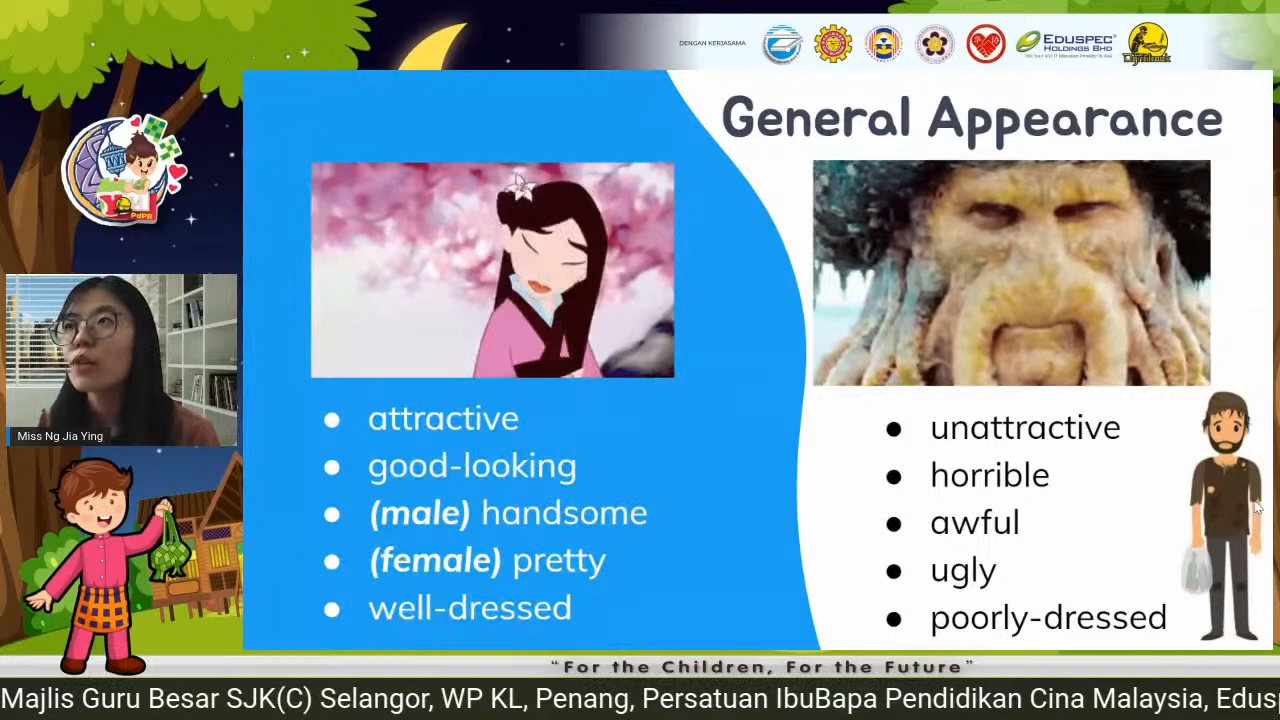 DENGAN KERJASAMA
EDUSPEC
HOLDINGS BHD
General Appearance
PdPR
Miss Ng Jia Ying
attractive
good-looking
(male) handsome
(female) pretty
well-dressed
unattractive
horrible
awful
ugly
poorly-dressed
“For the Children, For the Future”
Majlis Guru Besar SJK(C) Selangor, WP KL, Penang, Persatuan IbuBapa Pendidikan Cina Malaysia, Edusp